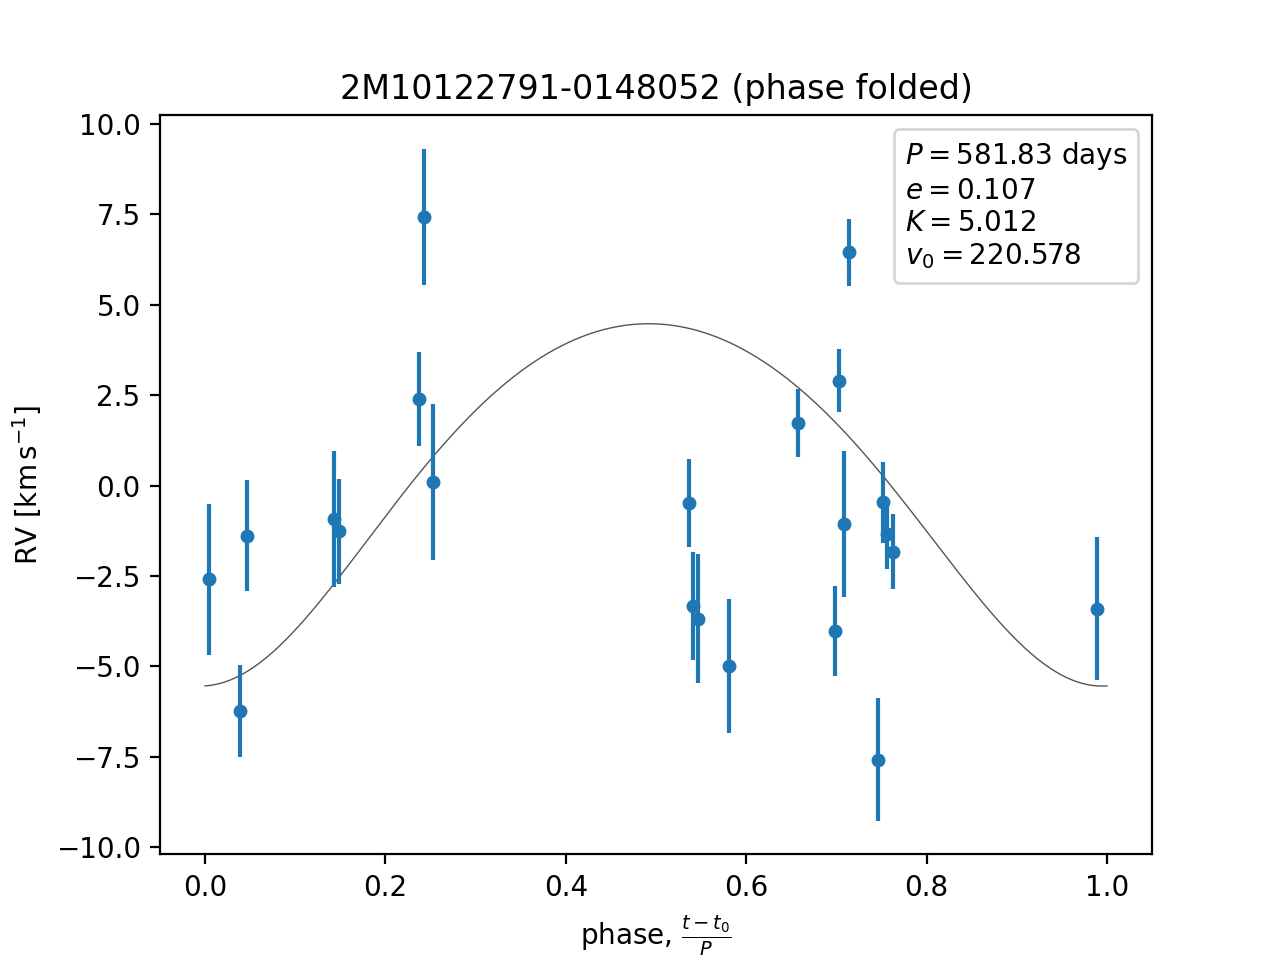 2M10122791-0148052 (phase folded)
P = 581.83 days
e = 0.107
K = 5.012
v₀ = 220.578
10.0
7.5
5.0
2.5
0.0
−2.5
−5.0
−7.5
−10.0
RV [km s⁻¹]
0.0 0.2 0.4 0.6 0.8 1.0
phase, (t − t₀)/P